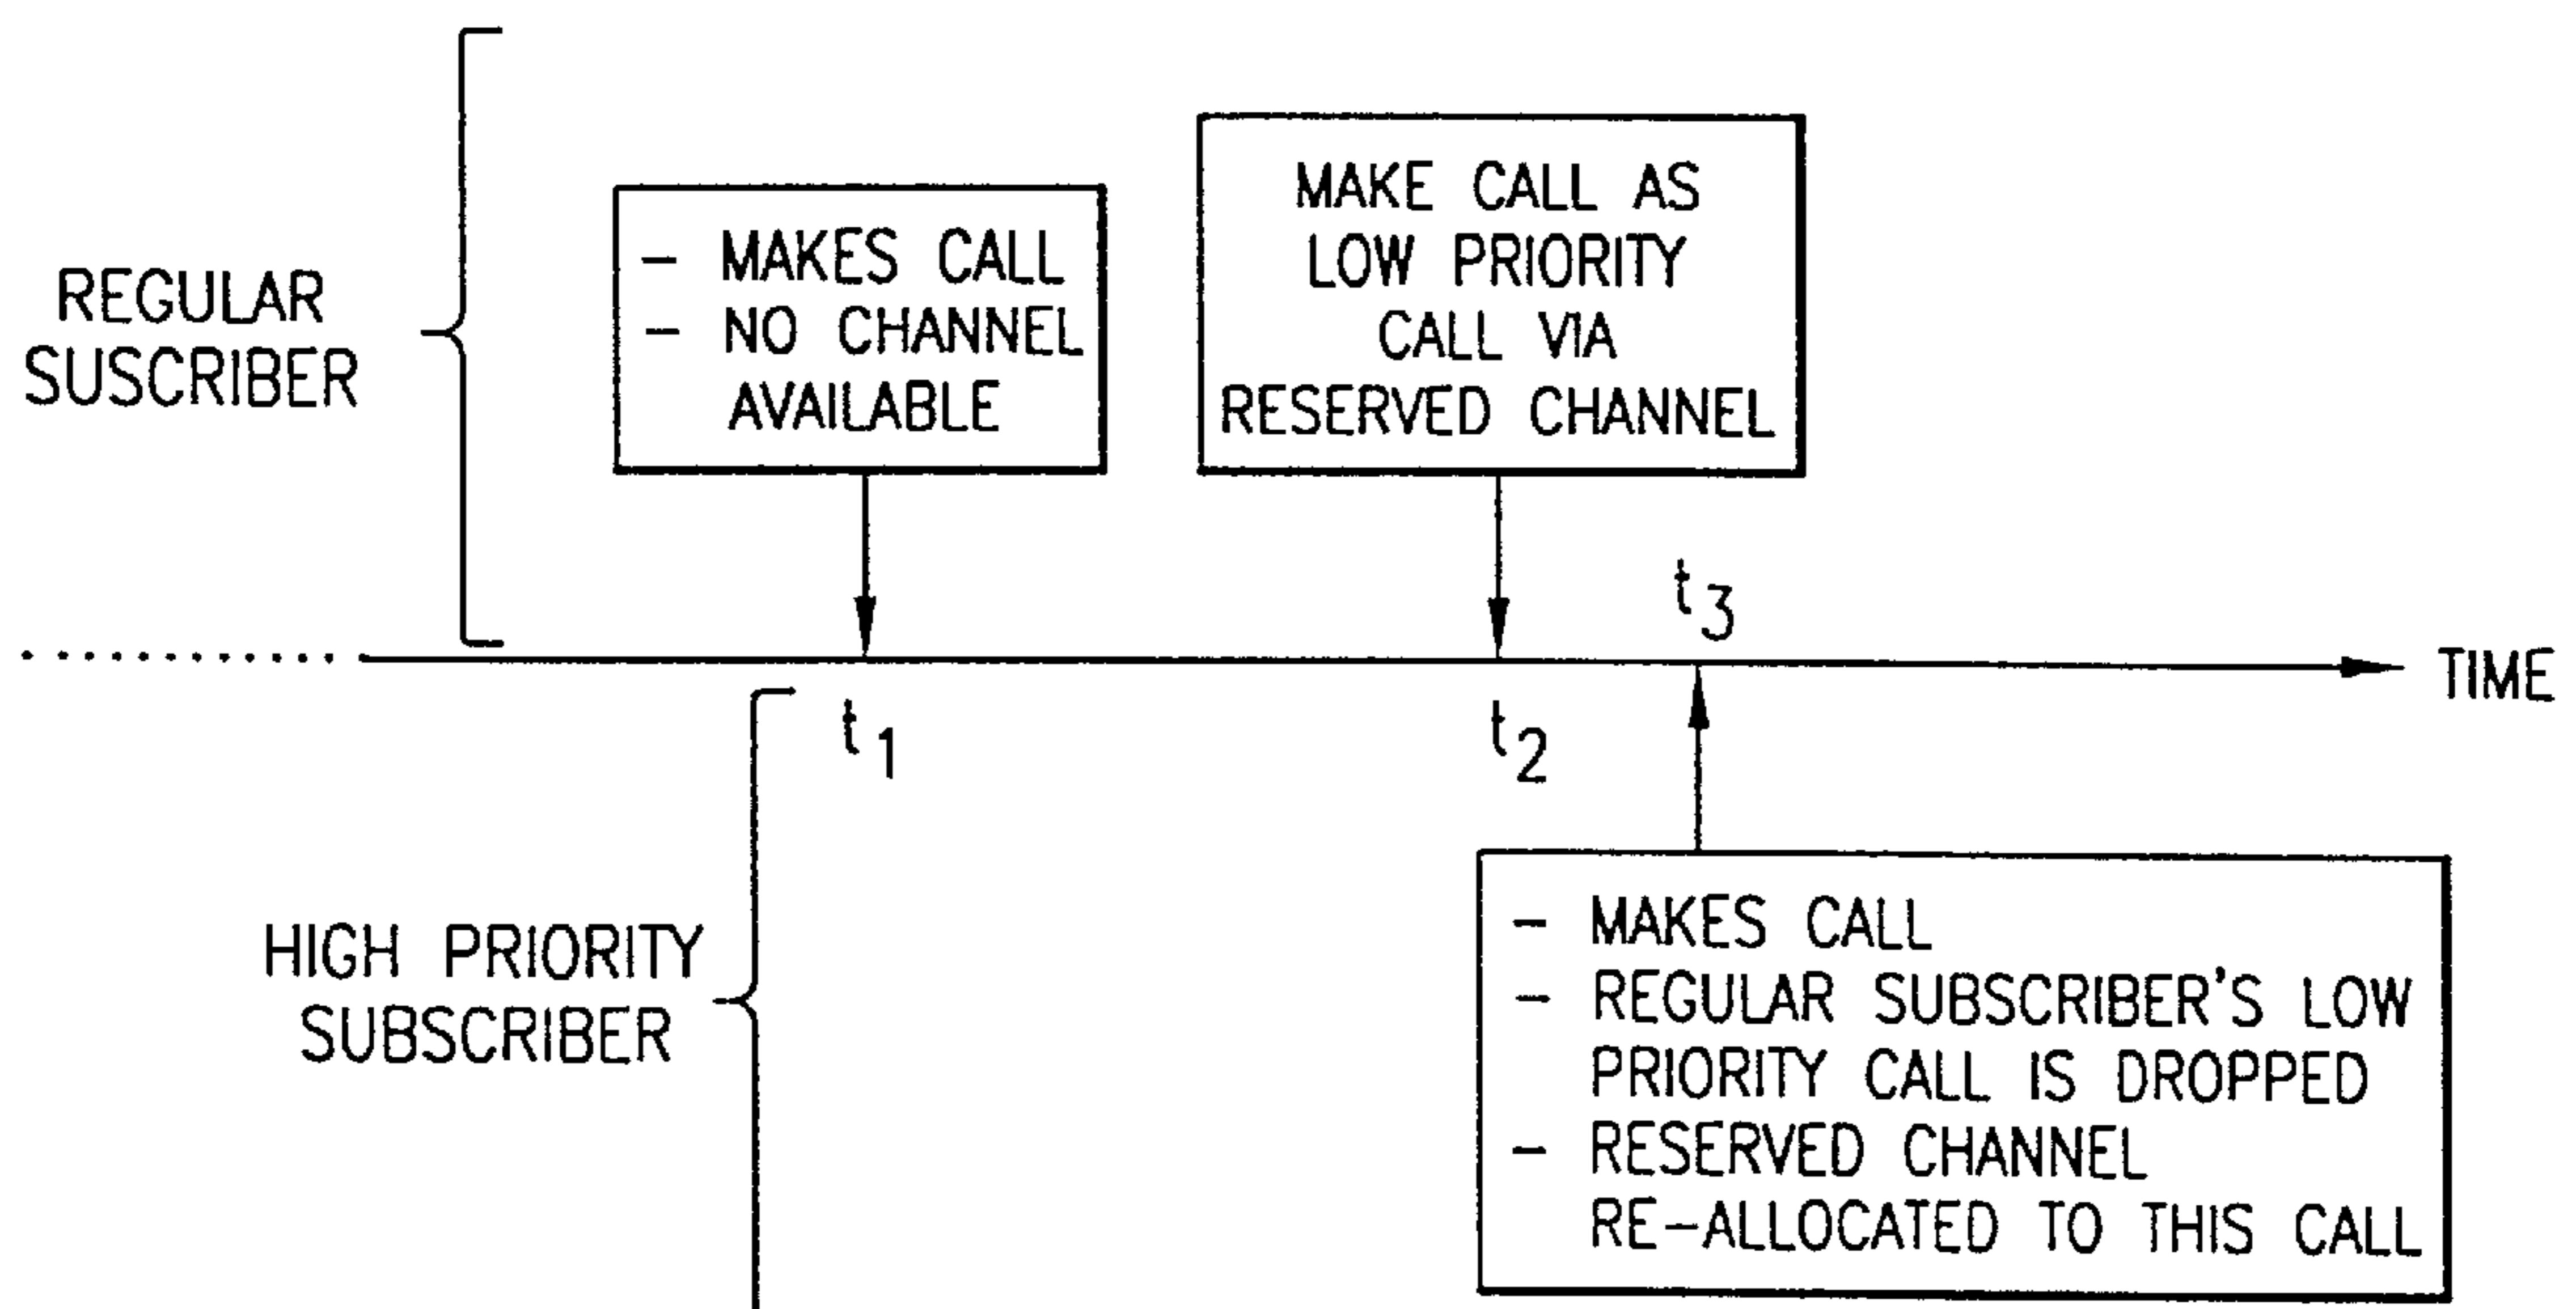 REGULAR
SUSCRIBER
- MAKES CALL
- NO CHANNEL
AVAILABLE
MAKE CALL AS
LOW PRIORITY
CALL VIA
RESERVED CHANNEL
t1
t2
t3
TIME
HIGH PRIORITY
SUBSCRIBER
- MAKES CALL
- REGULAR SUBSCRIBER'S LOW
PRIORITY CALL IS DROPPED
- RESERVED CHANNEL
RE-ALLOCATED TO THIS CALL